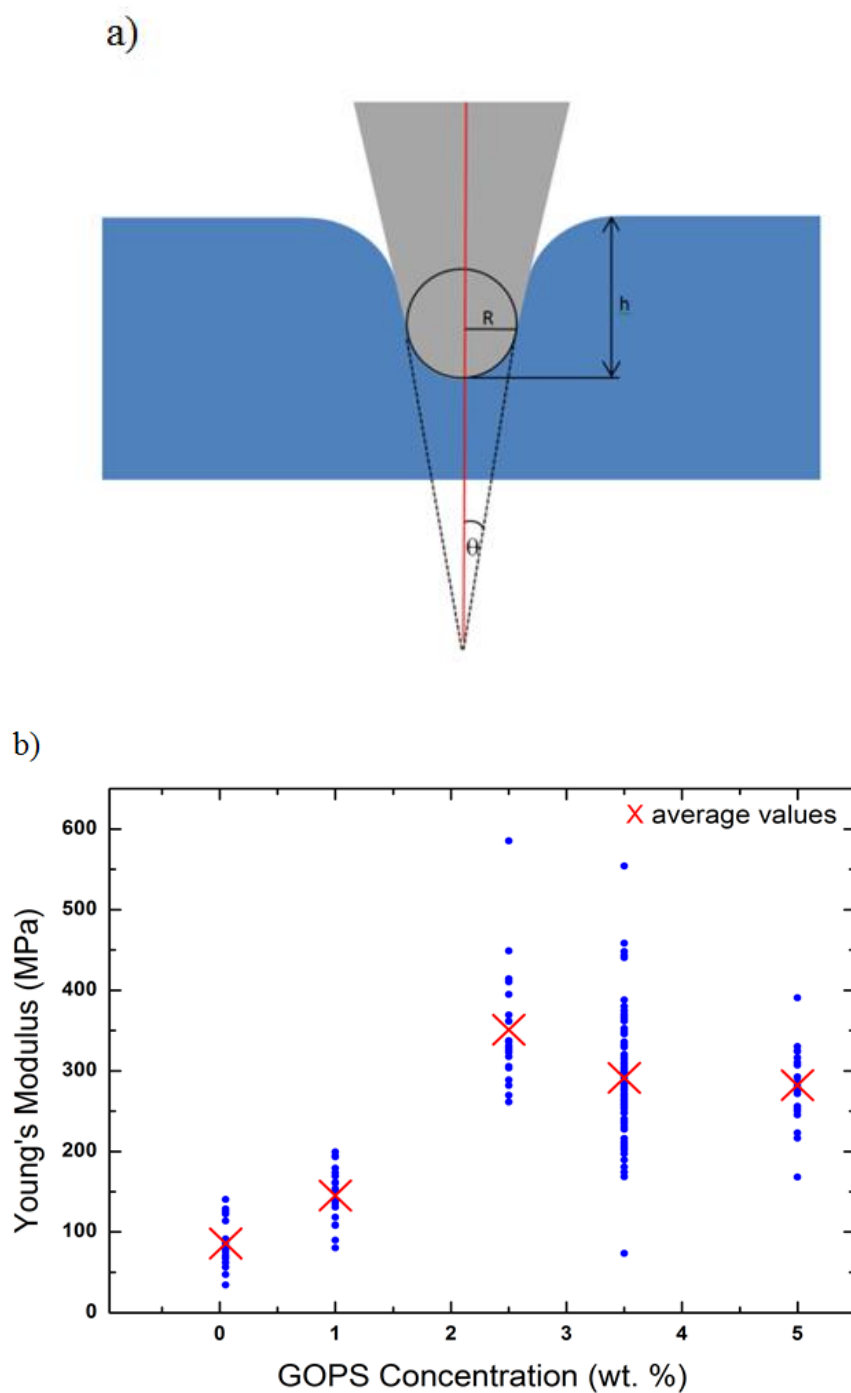 a)
R
h
θ
b)
X average values
600
500
400
300
200
100
0
Young's Modulus (MPa)
0 1 2 3 4 5
GOPS Concentration (wt. %)